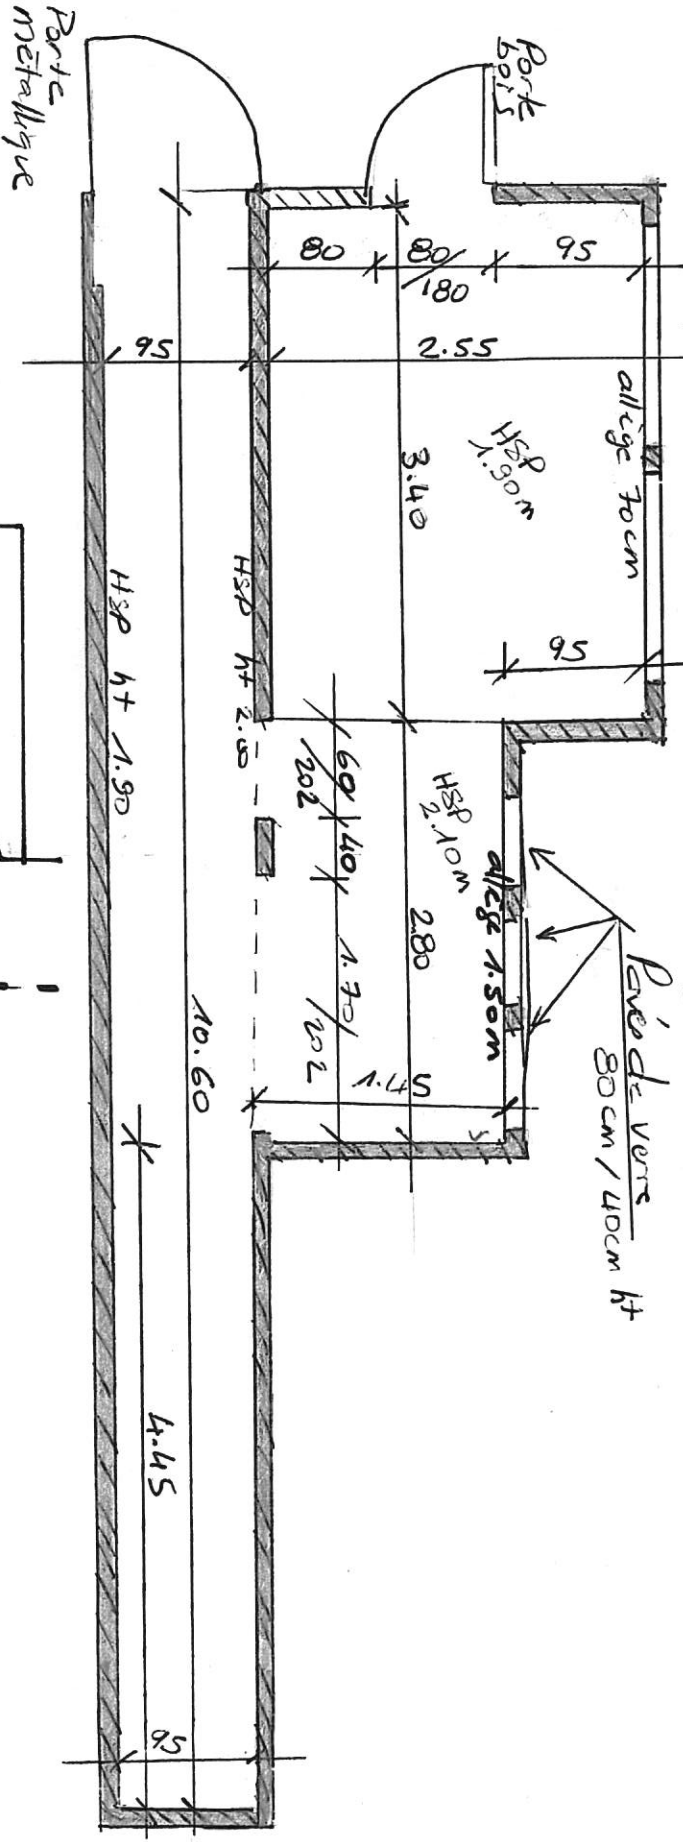 Porte
métallique
Porte
bois
80
80/180
95
95
2.55
HSP
1.90m
allège 70cm
3.40
95
HSP ht 2.00
HSP ht 1.90
60/202
40
1.70/202
HSP
2.10m
2.80
allège 1.50m
1.45
Pavés de verre
80cm/40cm ht
10.60
4.45
95